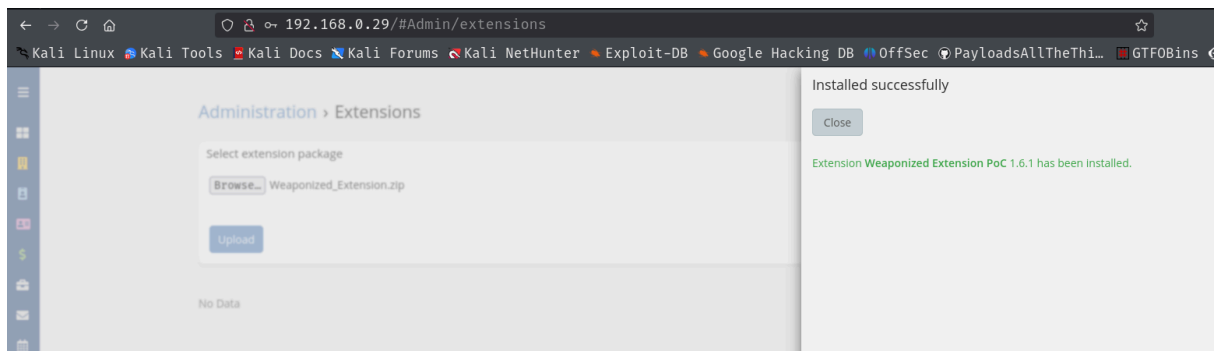 192.168.0.29/#Admin/extensions
Kali Linux Kali Tools Kali Docs Kali Forums Kali NetHunter Exploit-DB Google Hacking DB OffSec PayloadsAllTheThi… GTFOBins
Installed successfully
Close
Extension Weaponized Extension PoC 1.6.1 has been installed.
Administration › Extensions
Select extension package
Browse… Weaponized_Extension.zip
Upload
No Data